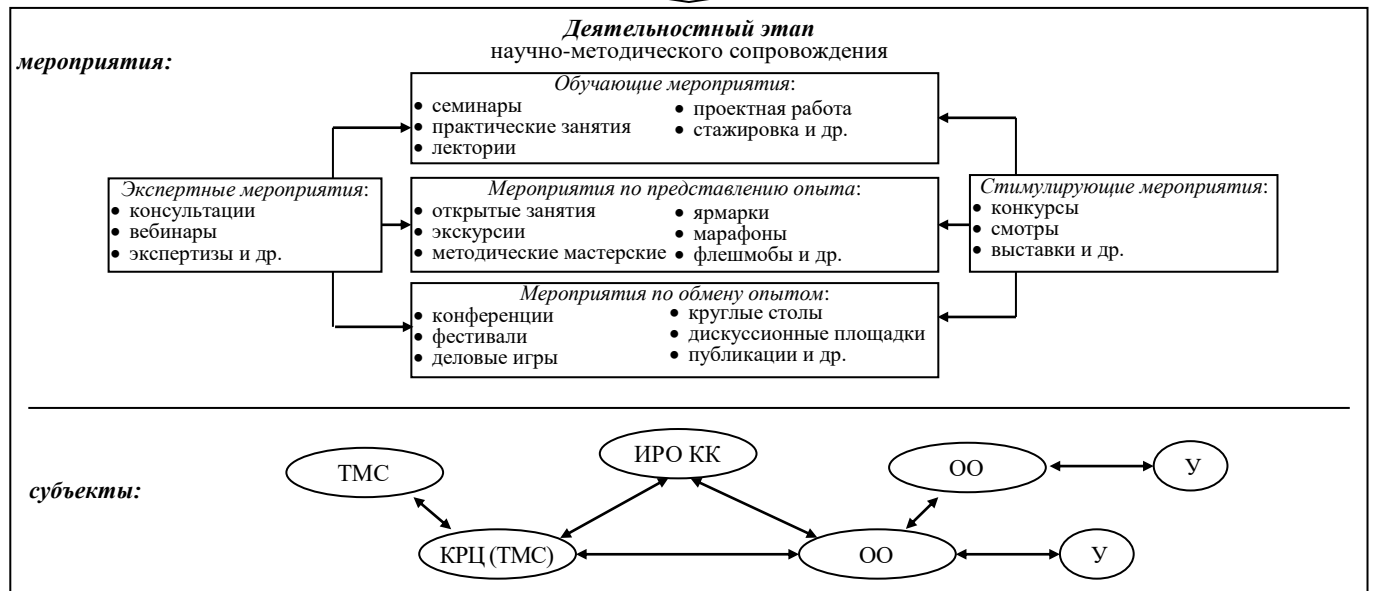 Деятельностный этап
научно-методического сопровождения
мероприятия:
Обучающие мероприятия:
• семинары
• практические занятия
• лектории
• проектная работа
• стажировка и др.
Экспертные мероприятия:
• консультации
• вебинары
• экспертизы и др.
Мероприятия по представлению опыта:
• открытые занятия
• экскурсии
• методические мастерские
• ярмарки
• марафоны
• флешмобы и др.
Стимулирующие мероприятия:
• конкурсы
• смотры
• выставки и др.
Мероприятия по обмену опытом:
• конференции
• фестивали
• деловые игры
• круглые столы
• дискуссионные площадки
• публикации и др.
субъекты:
ТМС
ИРО КК
ОО
У
КРЦ (ТМС)
ОО
У